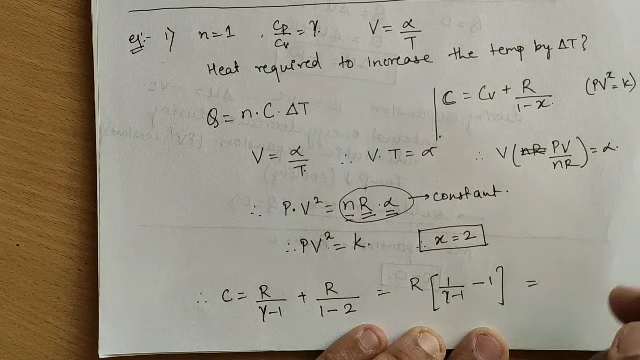 eg:- 1) n=1 , Cp/Cv = γ. V = α/T
Heat required to increase the temp by ΔT?
Q = n·C·ΔT
C = Cv + R/(1-x) (PV^x = k)
V = α/T ∴ V·T = α ∴ V(PV/nR) = α.
∴ P·V² = nR·α → constant.
∴ PV² = k. ∴ x = 2
∴ C = R/(γ-1) + R/(1-2) = R[1/(γ-1) - 1] =